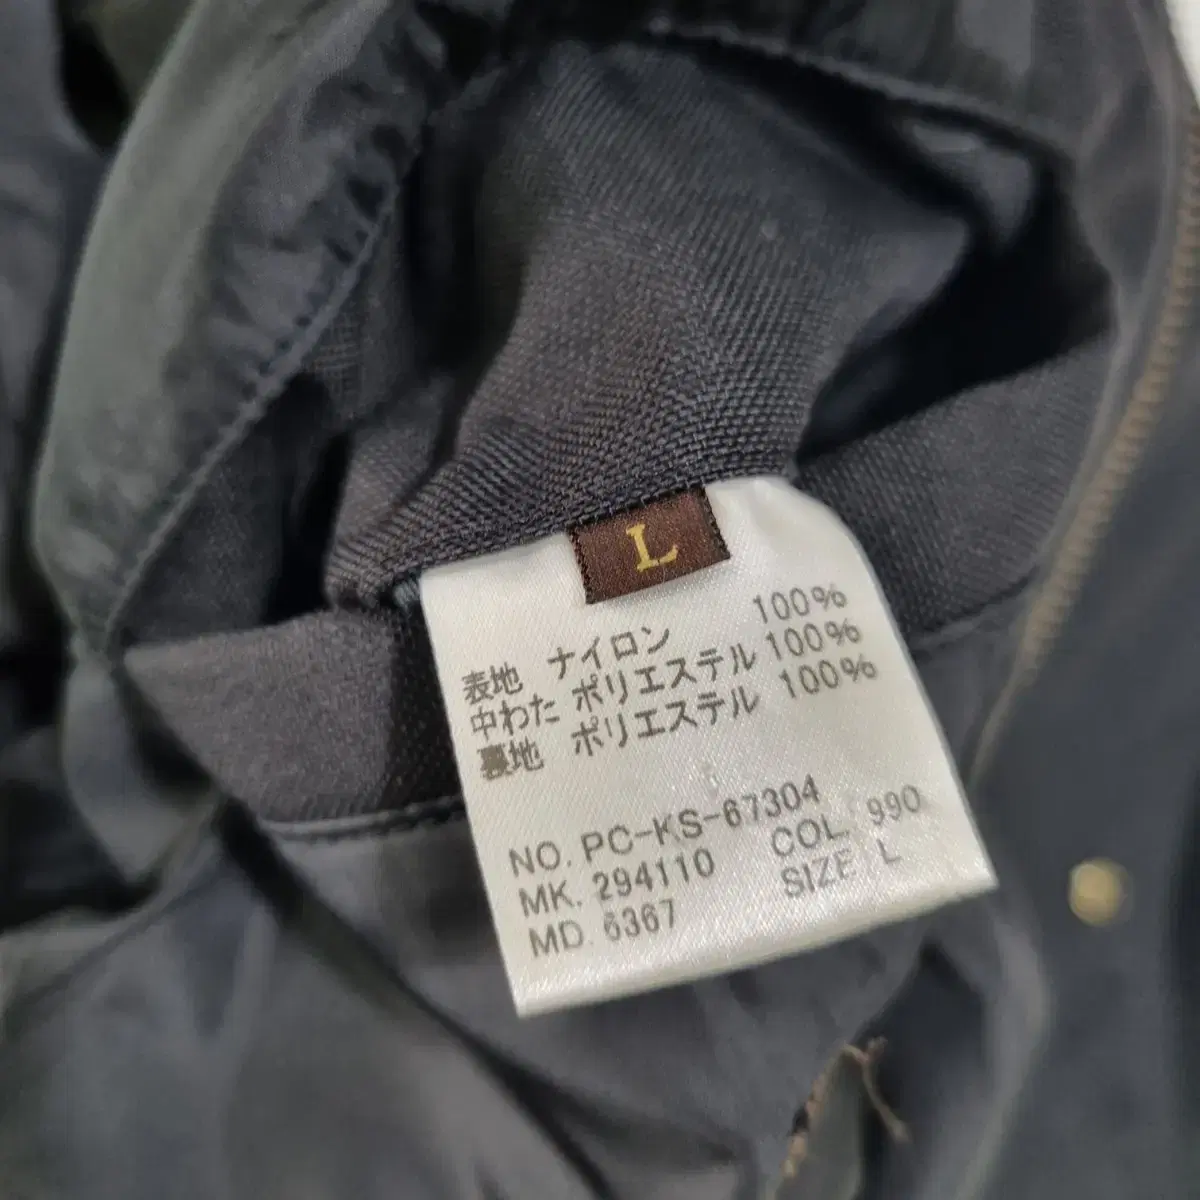 L
表地 ナイロン 100%
中わた ポリエステル 100%
裏地 ポリエステル 100%
NO. PC-KS-67304
MK. 294110 COL. 990
MD. 6367 SIZE L